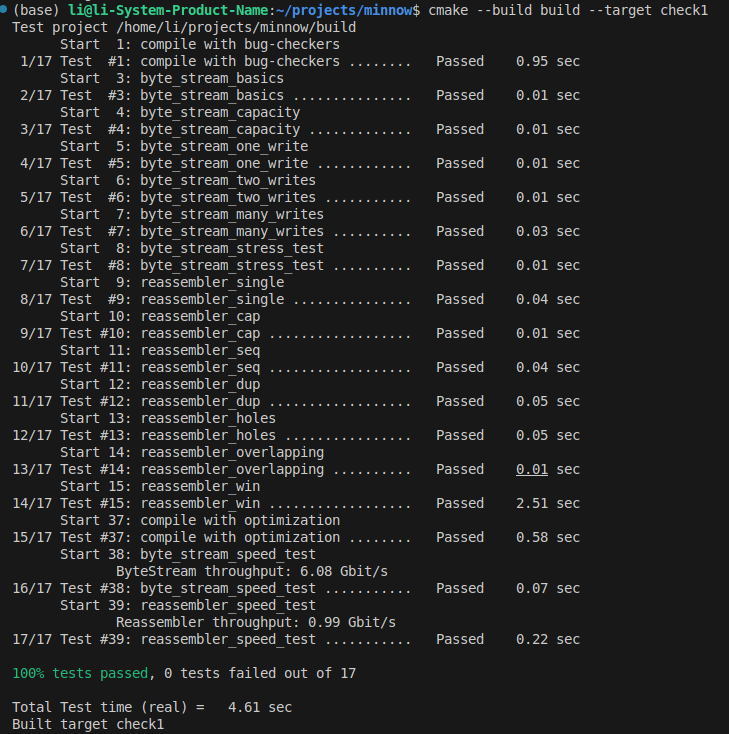 (base) li@li-System-Product-Name:~/projects/minnow$ cmake --build build --target check1
Test project /home/li/projects/minnow/build
      Start  1: compile with bug-checkers
 1/17 Test  #1: compile with bug-checkers ........   Passed    0.95 sec
      Start  3: byte_stream_basics
 2/17 Test  #3: byte_stream_basics ...............   Passed    0.01 sec
      Start  4: byte_stream_capacity
 3/17 Test  #4: byte_stream_capacity .............   Passed    0.01 sec
      Start  5: byte_stream_one_write
 4/17 Test  #5: byte_stream_one_write ............   Passed    0.01 sec
      Start  6: byte_stream_two_writes
 5/17 Test  #6: byte_stream_two_writes ...........   Passed    0.01 sec
      Start  7: byte_stream_many_writes
 6/17 Test  #7: byte_stream_many_writes ..........   Passed    0.03 sec
      Start  8: byte_stream_stress_test
 7/17 Test  #8: byte_stream_stress_test ..........   Passed    0.01 sec
      Start  9: reassembler_single
 8/17 Test  #9: reassembler_single ...............   Passed    0.04 sec
      Start 10: reassembler_cap
 9/17 Test #10: reassembler_cap ..................   Passed    0.01 sec
      Start 11: reassembler_seq
10/17 Test #11: reassembler_seq ..................   Passed    0.04 sec
      Start 12: reassembler_dup
11/17 Test #12: reassembler_dup ..................   Passed    0.05 sec
      Start 13: reassembler_holes
12/17 Test #13: reassembler_holes ................   Passed    0.05 sec
      Start 14: reassembler_overlapping
13/17 Test #14: reassembler_overlapping ..........   Passed    0.01 sec
      Start 15: reassembler_win
14/17 Test #15: reassembler_win ..................   Passed    2.51 sec
      Start 37: compile with optimization
15/17 Test #37: compile with optimization ........   Passed    0.58 sec
      Start 38: byte_stream_speed_test
             ByteStream throughput: 6.08 Gbit/s
16/17 Test #38: byte_stream_speed_test ...........   Passed    0.07 sec
      Start 39: reassembler_speed_test
             Reassembler throughput: 0.99 Gbit/s
17/17 Test #39: reassembler_speed_test ...........   Passed    0.22 sec

100% tests passed, 0 tests failed out of 17

Total Test time (real) =   4.61 sec
Built target check1